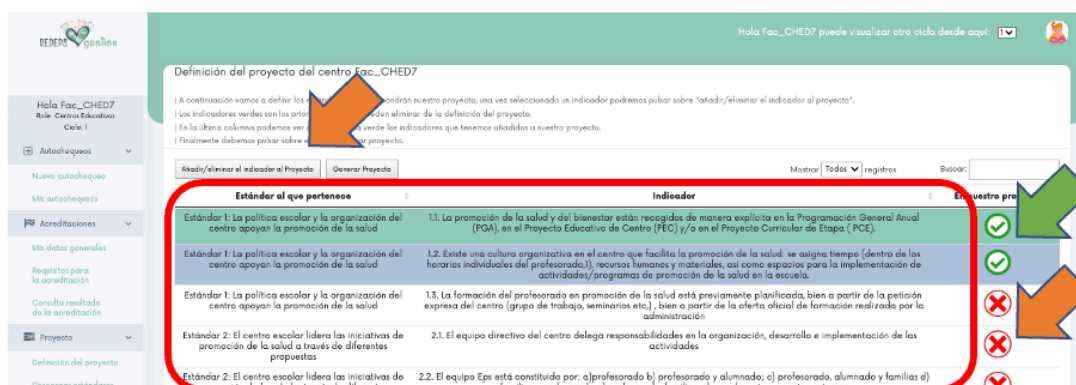 REDEPS gestión
Hola Fac_CHED7 puede visualizar otro ciclo desde aquí: 1
Hola Fac_CHED7
Role: Centros Educativos
Ciclo: 1
Autochequeos
Nuevo autochequeo
Mis autochequeos
Acreditaciones
Mis datos generales
Requisitos para
la acreditación
Consulta resultado
de la acreditación
Proyecto
Definición del proyecto
Definición del proyecto del centro Fac_CHED7
| A continuación vamos a definir los nuestro proyecto, una vez seleccionado un indicador podremos pulsar sobre "añadir/eliminar el indicador al proyecto".
| Los indicadores verdes son los eliminar de la definición del proyecto.
| En la última columna podemos ver verde los indicadores que tenemos añadidos a nuestro proyecto.
| Finalmente debemos pulsar sobre proyecto.
Añadir/eliminar el indicador al Proyecto Generar Proyecto Mostrar Todos registros Buscar:
Estándar al que pertenece Indicador
Estándar 1: La política escolar y la organización del
centro apoyan la promoción de la salud
1.1. La promoción de la salud y del bienestar están recogidos de manera explícita en la Programación General Anual
(PGA), en el Proyecto Educativo de Centro (PEC) y/o en el Proyecto Curricular de Etapa ( PCE).
Estándar 1: La política escolar y la organización del
centro apoyan la promoción de la salud
1.2. Existe una cultura organizativa en el centro que facilita la promoción de la salud: se asigna tiempo (dentro de los
horarios individuales del profesorado,1), recursos humanos y materiales, así como espacios para la implementación de
actividades/programas de promoción de la salud en la escuela.
Estándar 1: La política escolar y la organización del
centro apoyan la promoción de la salud
1.3. La formación del profesorado en promoción de la salud está previamente planificada, bien a partir de la petición
expresa del centro (grupo de trabajo, seminarios etc,) , bien a partir de la oferta oficial de formación realizada por la
administración
Estándar 2: El centro escolar lidera las iniciativas de
promoción de la salud a través de diferentes
propuestas
2.1. El equipo directivo del centro delega responsabilidades en la organización, desarrollo e implementación de las
actividades
Estándar 2: El centro escolar lidera las iniciativas de
2.2. El equipo Eps está constituido por: a)profesorado b) profesorado y alumnado; c) profesorado, alumnado y familias d)